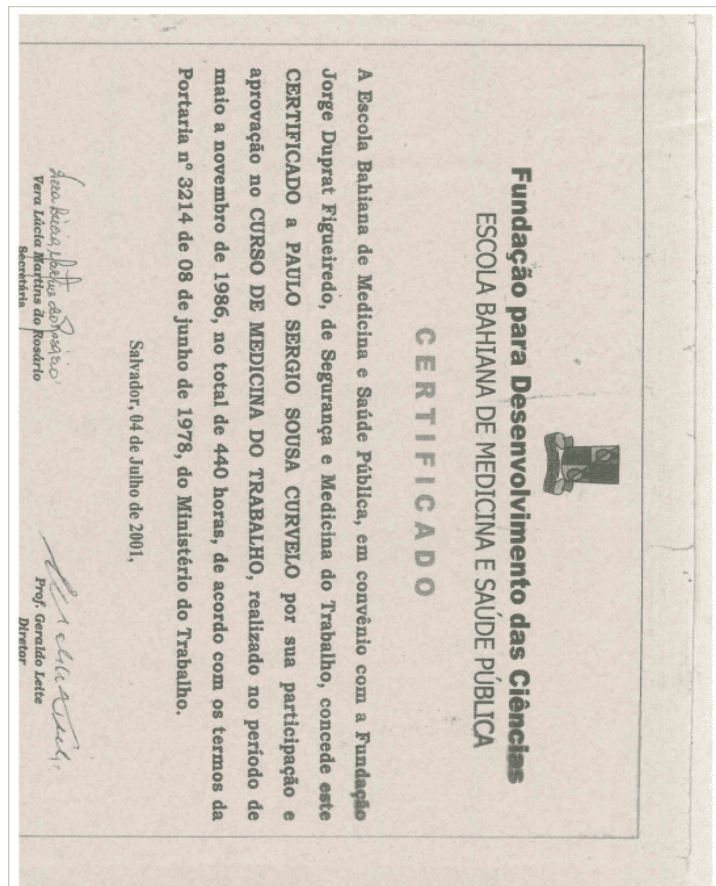 Fundação para Desenvolvimento das Ciências
ESCOLA BAHIANA DE MEDICINA E SAÚDE PÚBLICA
CERTIFICADO
A Escola Bahiana de Medicina e Saúde Pública, em convênio com a Fundação
Jorge Duprat Figueiredo, de Segurança e Medicina do Trabalho, concede este
CERTIFICADO a PAULO SERGIO SOUSA CURVELO por sua participação e
aprovação no CURSO DE MEDICINA DO TRABALHO, realizado no período de
maio a novembro de 1986, no total de 440 horas, de acordo com os termos da
Portaria nº 3214 de 08 de junho de 1978, do Ministério do Trabalho.
Salvador, 04 de Julho de 2001.
Vera Lúcia Martins do Rosário
Vera Lúcia Martins do Rosário
Secretária
Prof. Geraldo Leite
Diretor